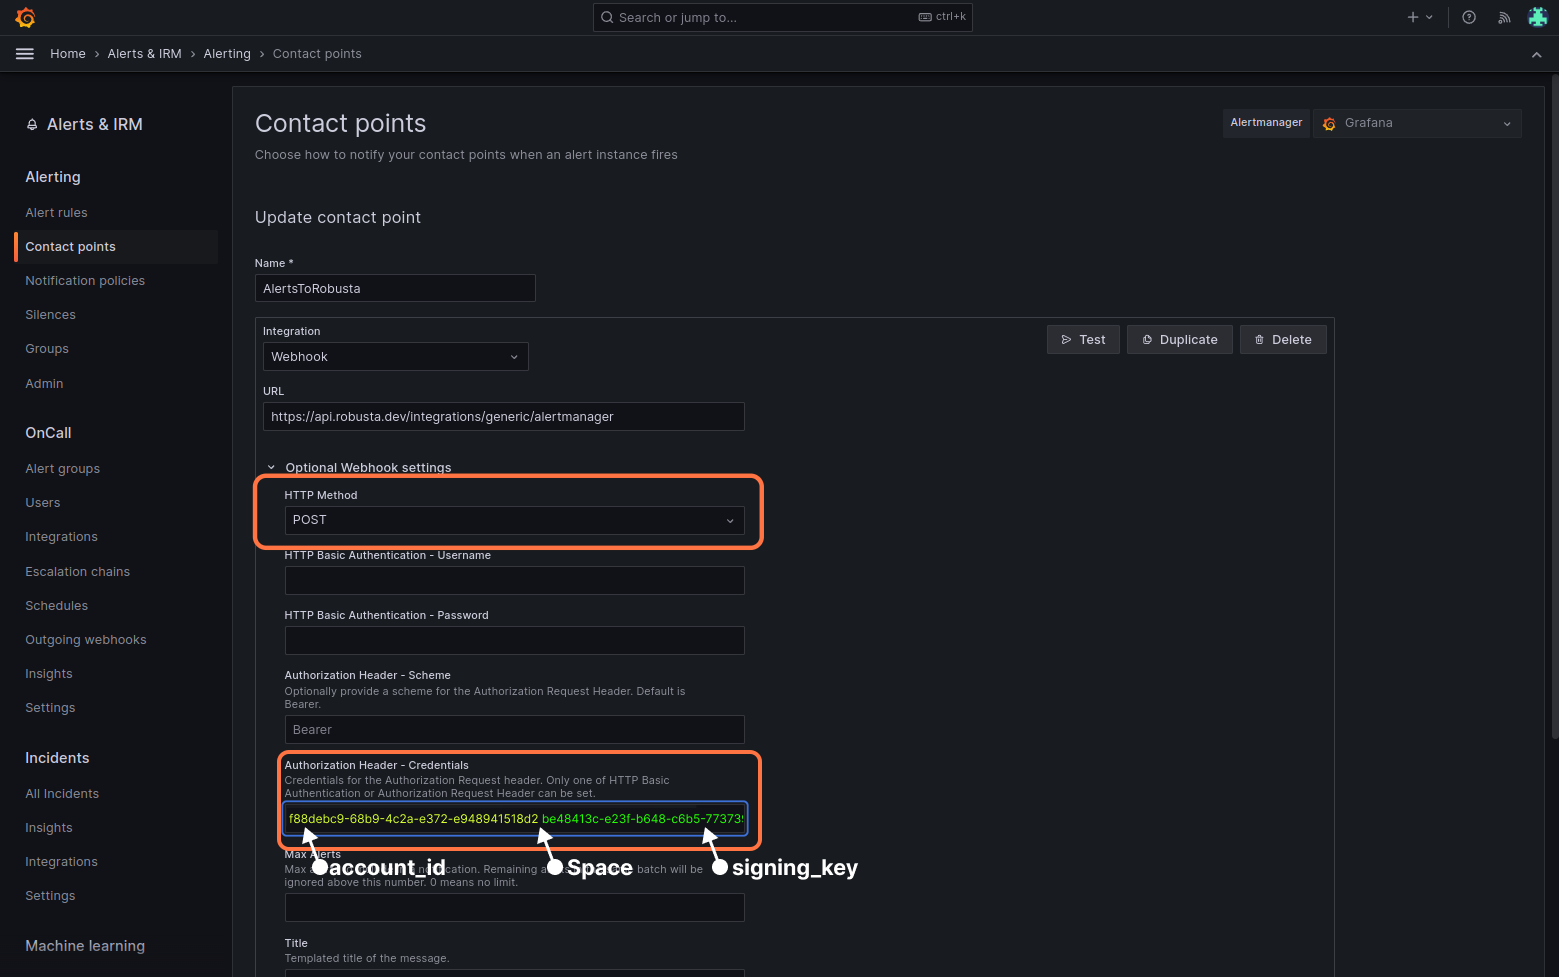 Search or jump to...
ctrl+k
Home › Alerts & IRM › Alerting › Contact points
Alerts & IRM
Alerting
Alert rules
Contact points
Notification policies
Silences
Groups
Admin
OnCall
Alert groups
Users
Integrations
Escalation chains
Schedules
Outgoing webhooks
Insights
Settings
Incidents
All Incidents
Insights
Integrations
Settings
Machine learning
Contact points
Choose how to notify your contact points when an alert instance fires
Alertmanager
Grafana
Update contact point
Name *
AlertsToRobusta
Integration
Webhook
Test
Duplicate
Delete
URL
https://api.robusta.dev/integrations/generic/alertmanager
Optional Webhook settings
HTTP Method
POST
HTTP Basic Authentication - Username
HTTP Basic Authentication - Password
Authorization Header - Scheme
Optionally provide a scheme for the Authorization Request Header. Default is
Bearer.
Bearer
Authorization Header - Credentials
Credentials for the Authorization Request header. Only one of HTTP Basic
Authentication or Authorization Request Header can be set.
f88debc9-68b9-4c2a-e372-e948941518d2 be48413c-e23f-b648-c6b5-77373
account_id
Space
signing_key
Max Alerts
Max batch will be
ignored above this number. 0 means no limit.
Title
Templated title of the message.